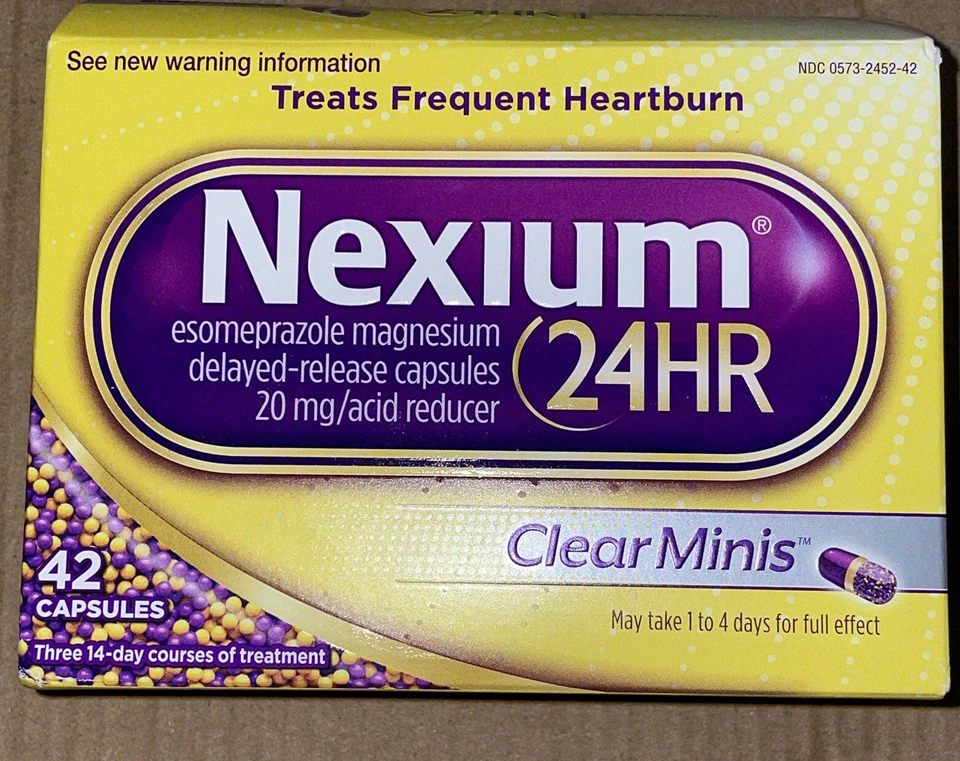 See new warning information
NDC 0573-2452-42
Treats Frequent Heartburn
Nexium®
esomeprazole magnesium
delayed-release capsules
20 mg/acid reducer
24HR
ClearMinis™
42
CAPSULES
May take 1 to 4 days for full effect
Three 14-day courses of treatment